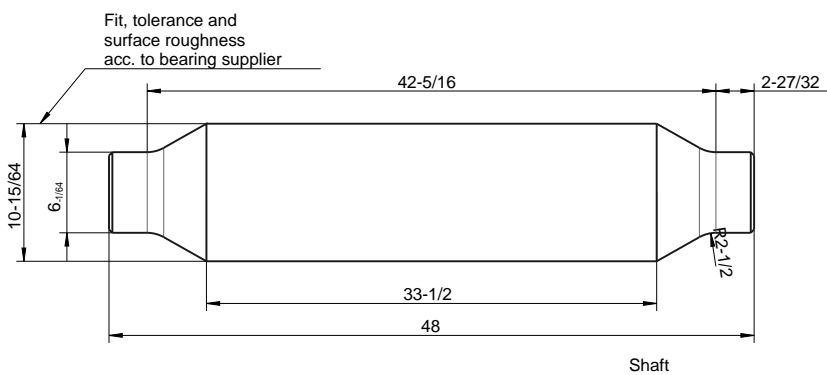 Fit, tolerance and
surface roughness
acc. to bearing supplier
42-5/16
2-27/32
10-15/64
6-1/64
R2-1/2
33-1/2
48
Shaft